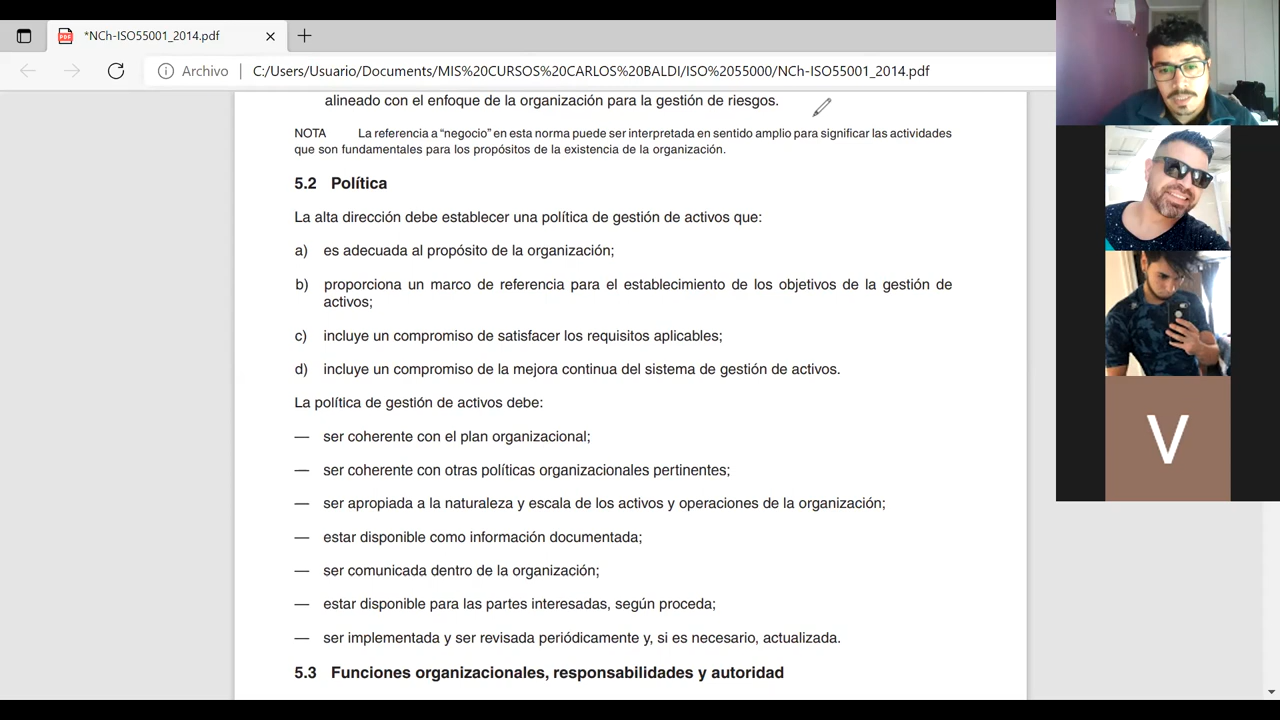 *NCh-ISO55001_2014.pdf
Archivo
C:/Users/Usuario/Documents/MIS%20CURSOS%20CARLOS%20BALDI/ISO%2055000/NCh-ISO55001_2014.pdf
alineado con el enfoque de la organización para la gestión de riesgos.
NOTA La referencia a “negocio” en esta norma puede ser interpretada en sentido amplio para significar las actividades
que son fundamentales para los propósitos de la existencia de la organización.
5.2 Política
La alta dirección debe establecer una política de gestión de activos que:
a) es adecuada al propósito de la organización;
b) proporciona un marco de referencia para el establecimiento de los objetivos de la gestión de
activos;
c) incluye un compromiso de satisfacer los requisitos aplicables;
d) incluye un compromiso de la mejora continua del sistema de gestión de activos.
La política de gestión de activos debe:
— ser coherente con el plan organizacional;
— ser coherente con otras políticas organizacionales pertinentes;
— ser apropiada a la naturaleza y escala de los activos y operaciones de la organización;
— estar disponible como información documentada;
— ser comunicada dentro de la organización;
— estar disponible para las partes interesadas, según proceda;
— ser implementada y ser revisada periódicamente y, si es necesario, actualizada.
5.3 Funciones organizacionales, responsabilidades y autoridad
V